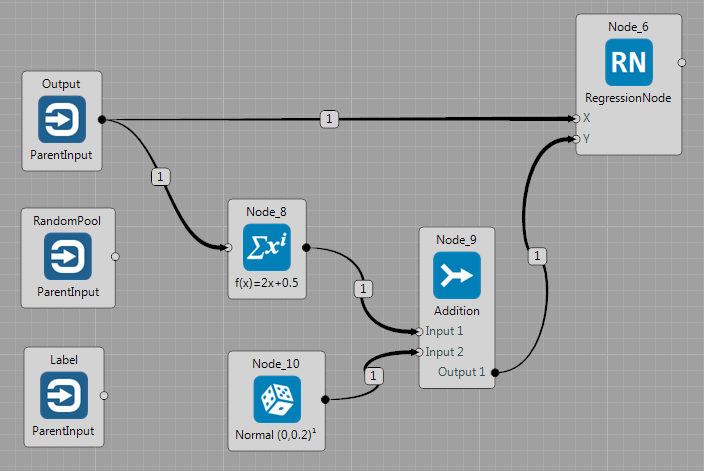 Node_6
RN
RegressionNode
X
Y
Output
ParentInput
1
1
RandomPool
ParentInput
Node_8
Σxⁱ
f(x)=2x+0.5
1
Node_9
Addition
Input 1
Input 2
Output 1
1
Label
ParentInput
Node_10
Normal (0,0.2)¹
1